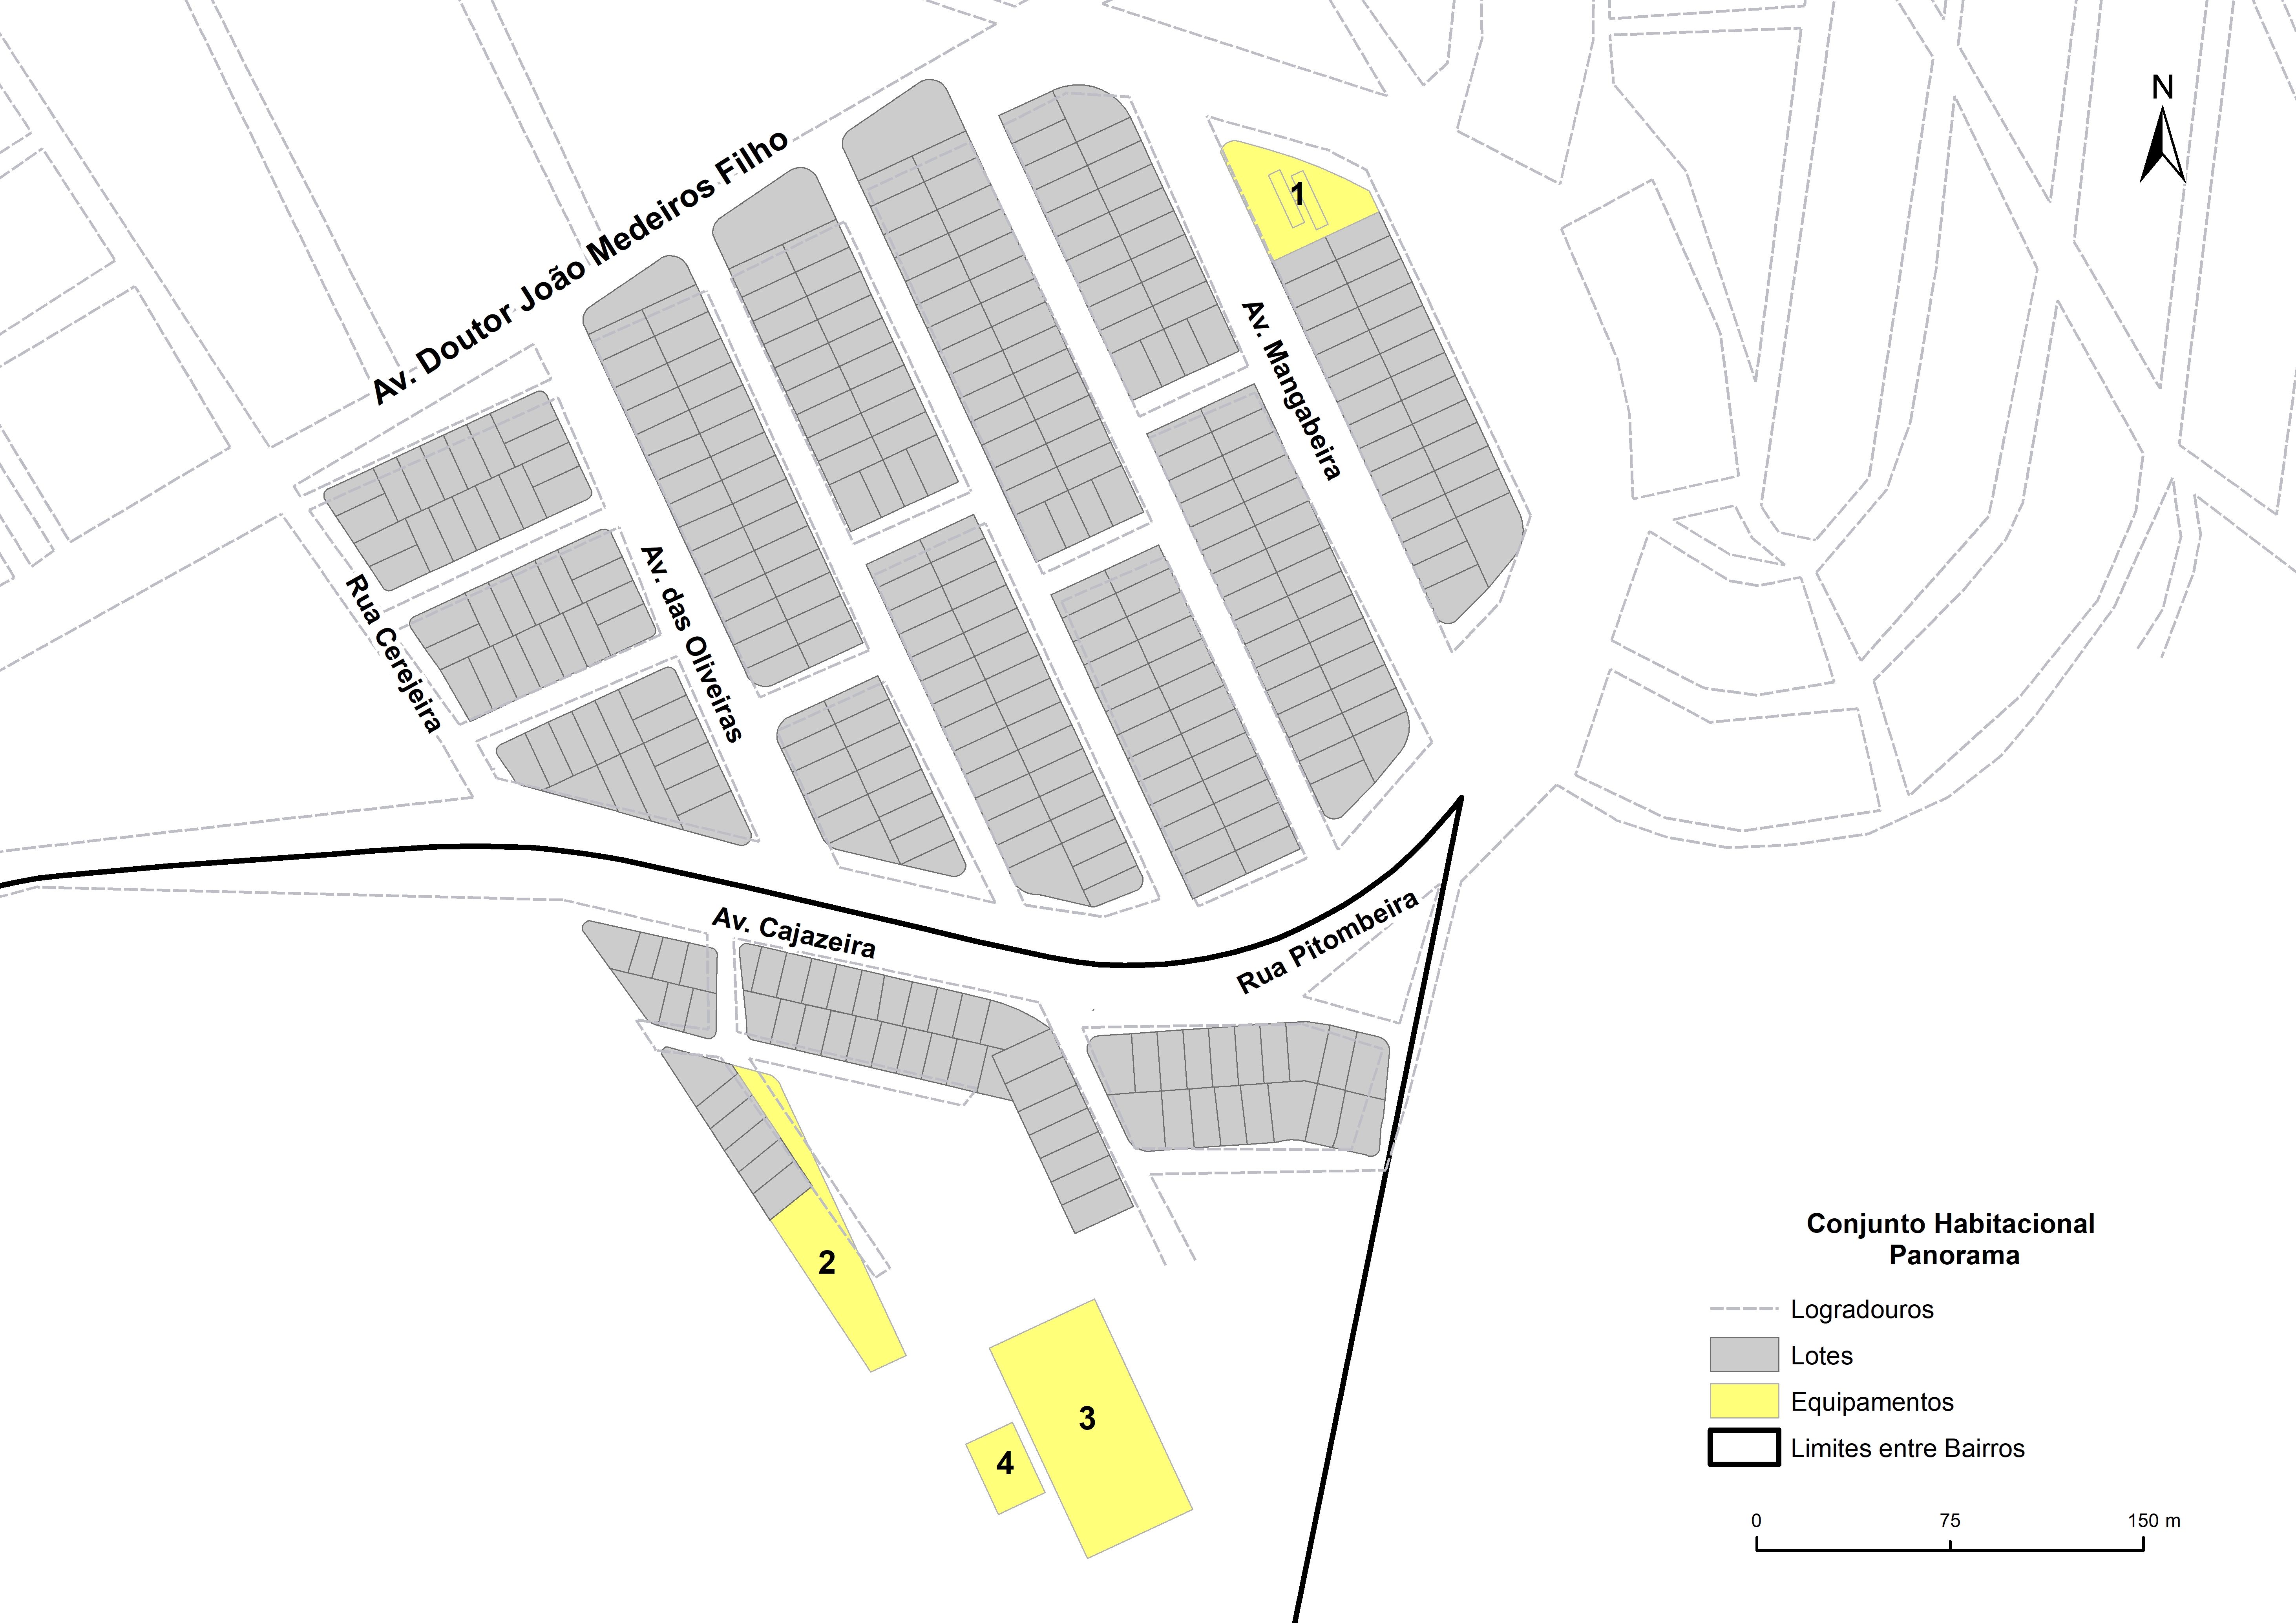 N
Av. Doutor João Medeiros Filho
1
Av. Mangabeira
Av. das Oliveiras
Rua Cerejeira
Av. Cajazeira
Rua Pitombeira
2
3
4
Conjunto Habitacional
Panorama
Logradouros
Lotes
Equipamentos
Limites entre Bairros
0 75 150 m